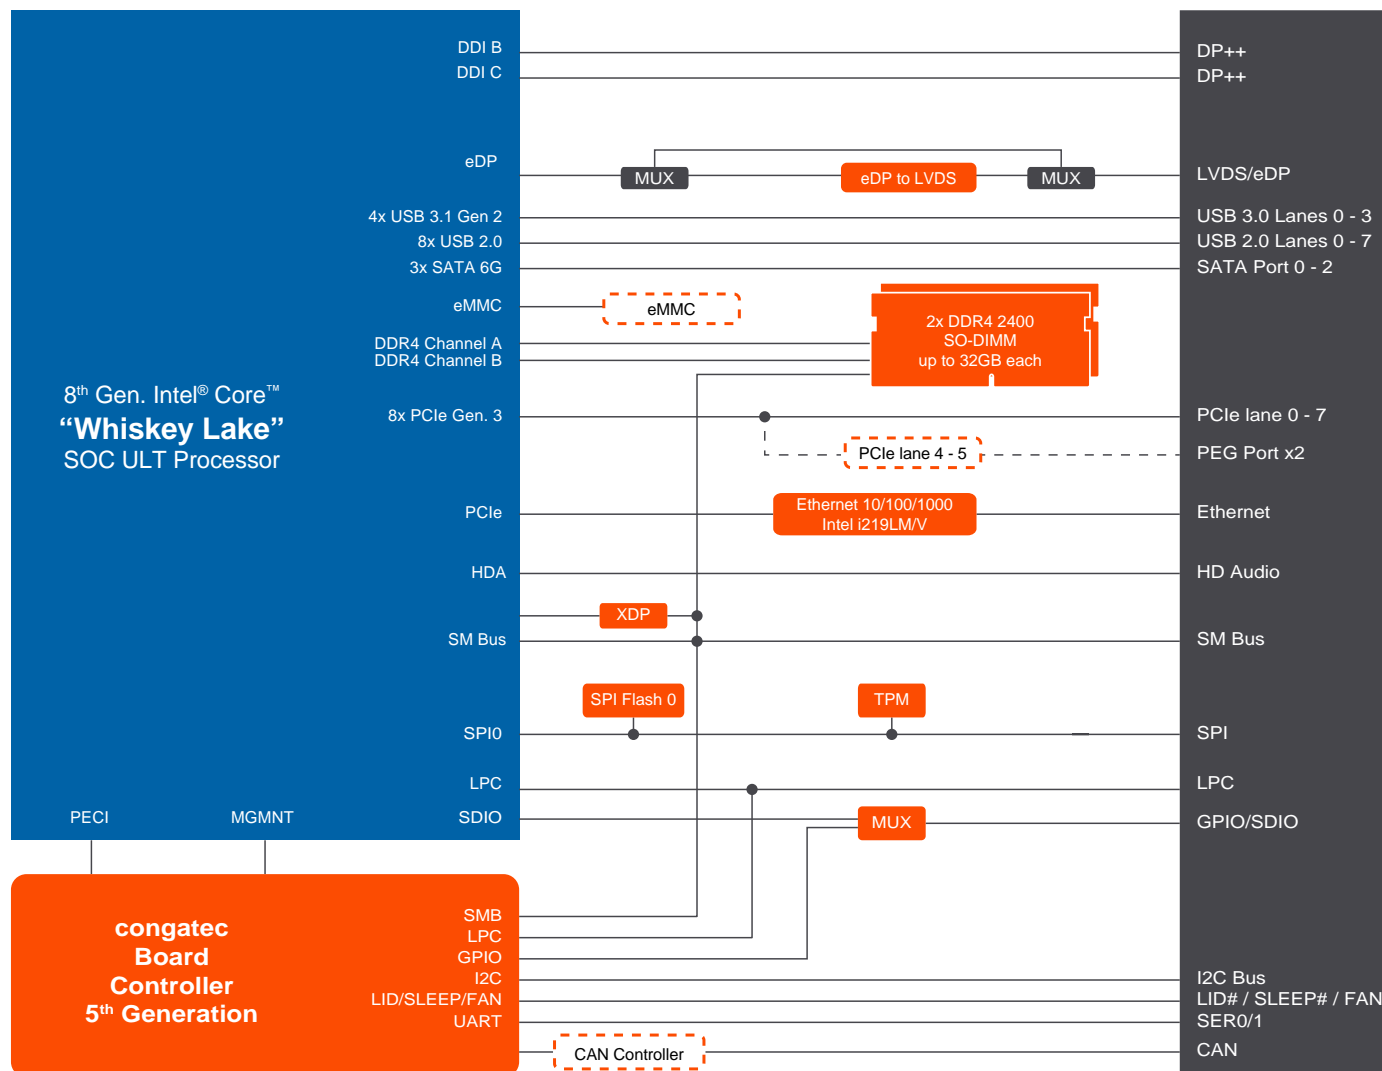 DDI B
DP++
DDI C
DP++
eDP
MUX
eDP to LVDS
MUX
LVDS/eDP
4x USB 3.1 Gen 2
USB 3.0 Lanes 0 - 3
8x USB 2.0
USB 2.0 Lanes 0 - 7
3x SATA 6G
SATA Port 0 - 2
eMMC
eMMC
2x DDR4 2400
SO-DIMM
up to 32GB each
DDR4 Channel A
DDR4 Channel B
8th Gen. Intel® Core™
“Whiskey Lake”
SOC ULT Processor
8x PCIe Gen. 3
PCIe lane 0 - 7
PCIe lane 4 - 5
PEG Port x2
PCIe
Ethernet 10/100/1000
Intel i219LM/V
Ethernet
HDA
HD Audio
XDP
SM Bus
SM Bus
SPI Flash 0
TPM
SPI0
SPI
LPC
LPC
PECI
MGMNT
SDIO
MUX
GPIO/SDIO
congatec
Board
Controller
5th Generation
SMB
LPC
GPIO
I2C
I2C Bus
LID/SLEEP/FAN
LID# / SLEEP# / FAN
UART
SER0/1
CAN Controller
CAN